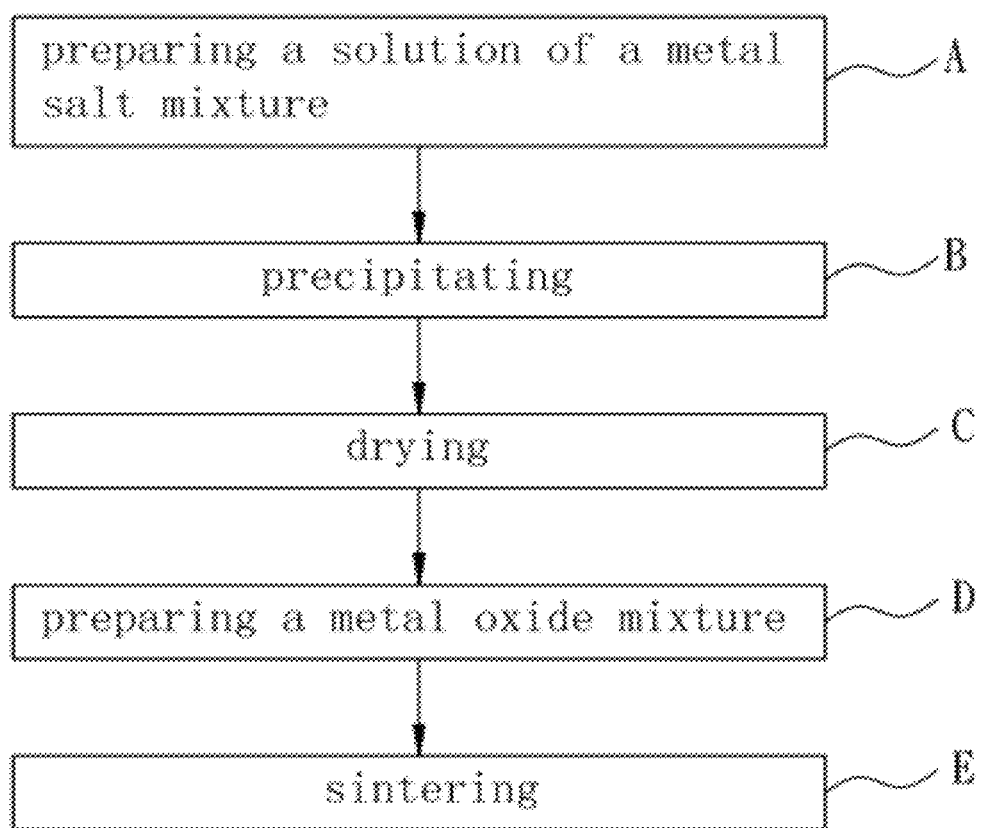 preparing a solution of a metal
salt mixture
A
precipitating
B
drying
C
preparing a metal oxide mixture
D
sintering
E